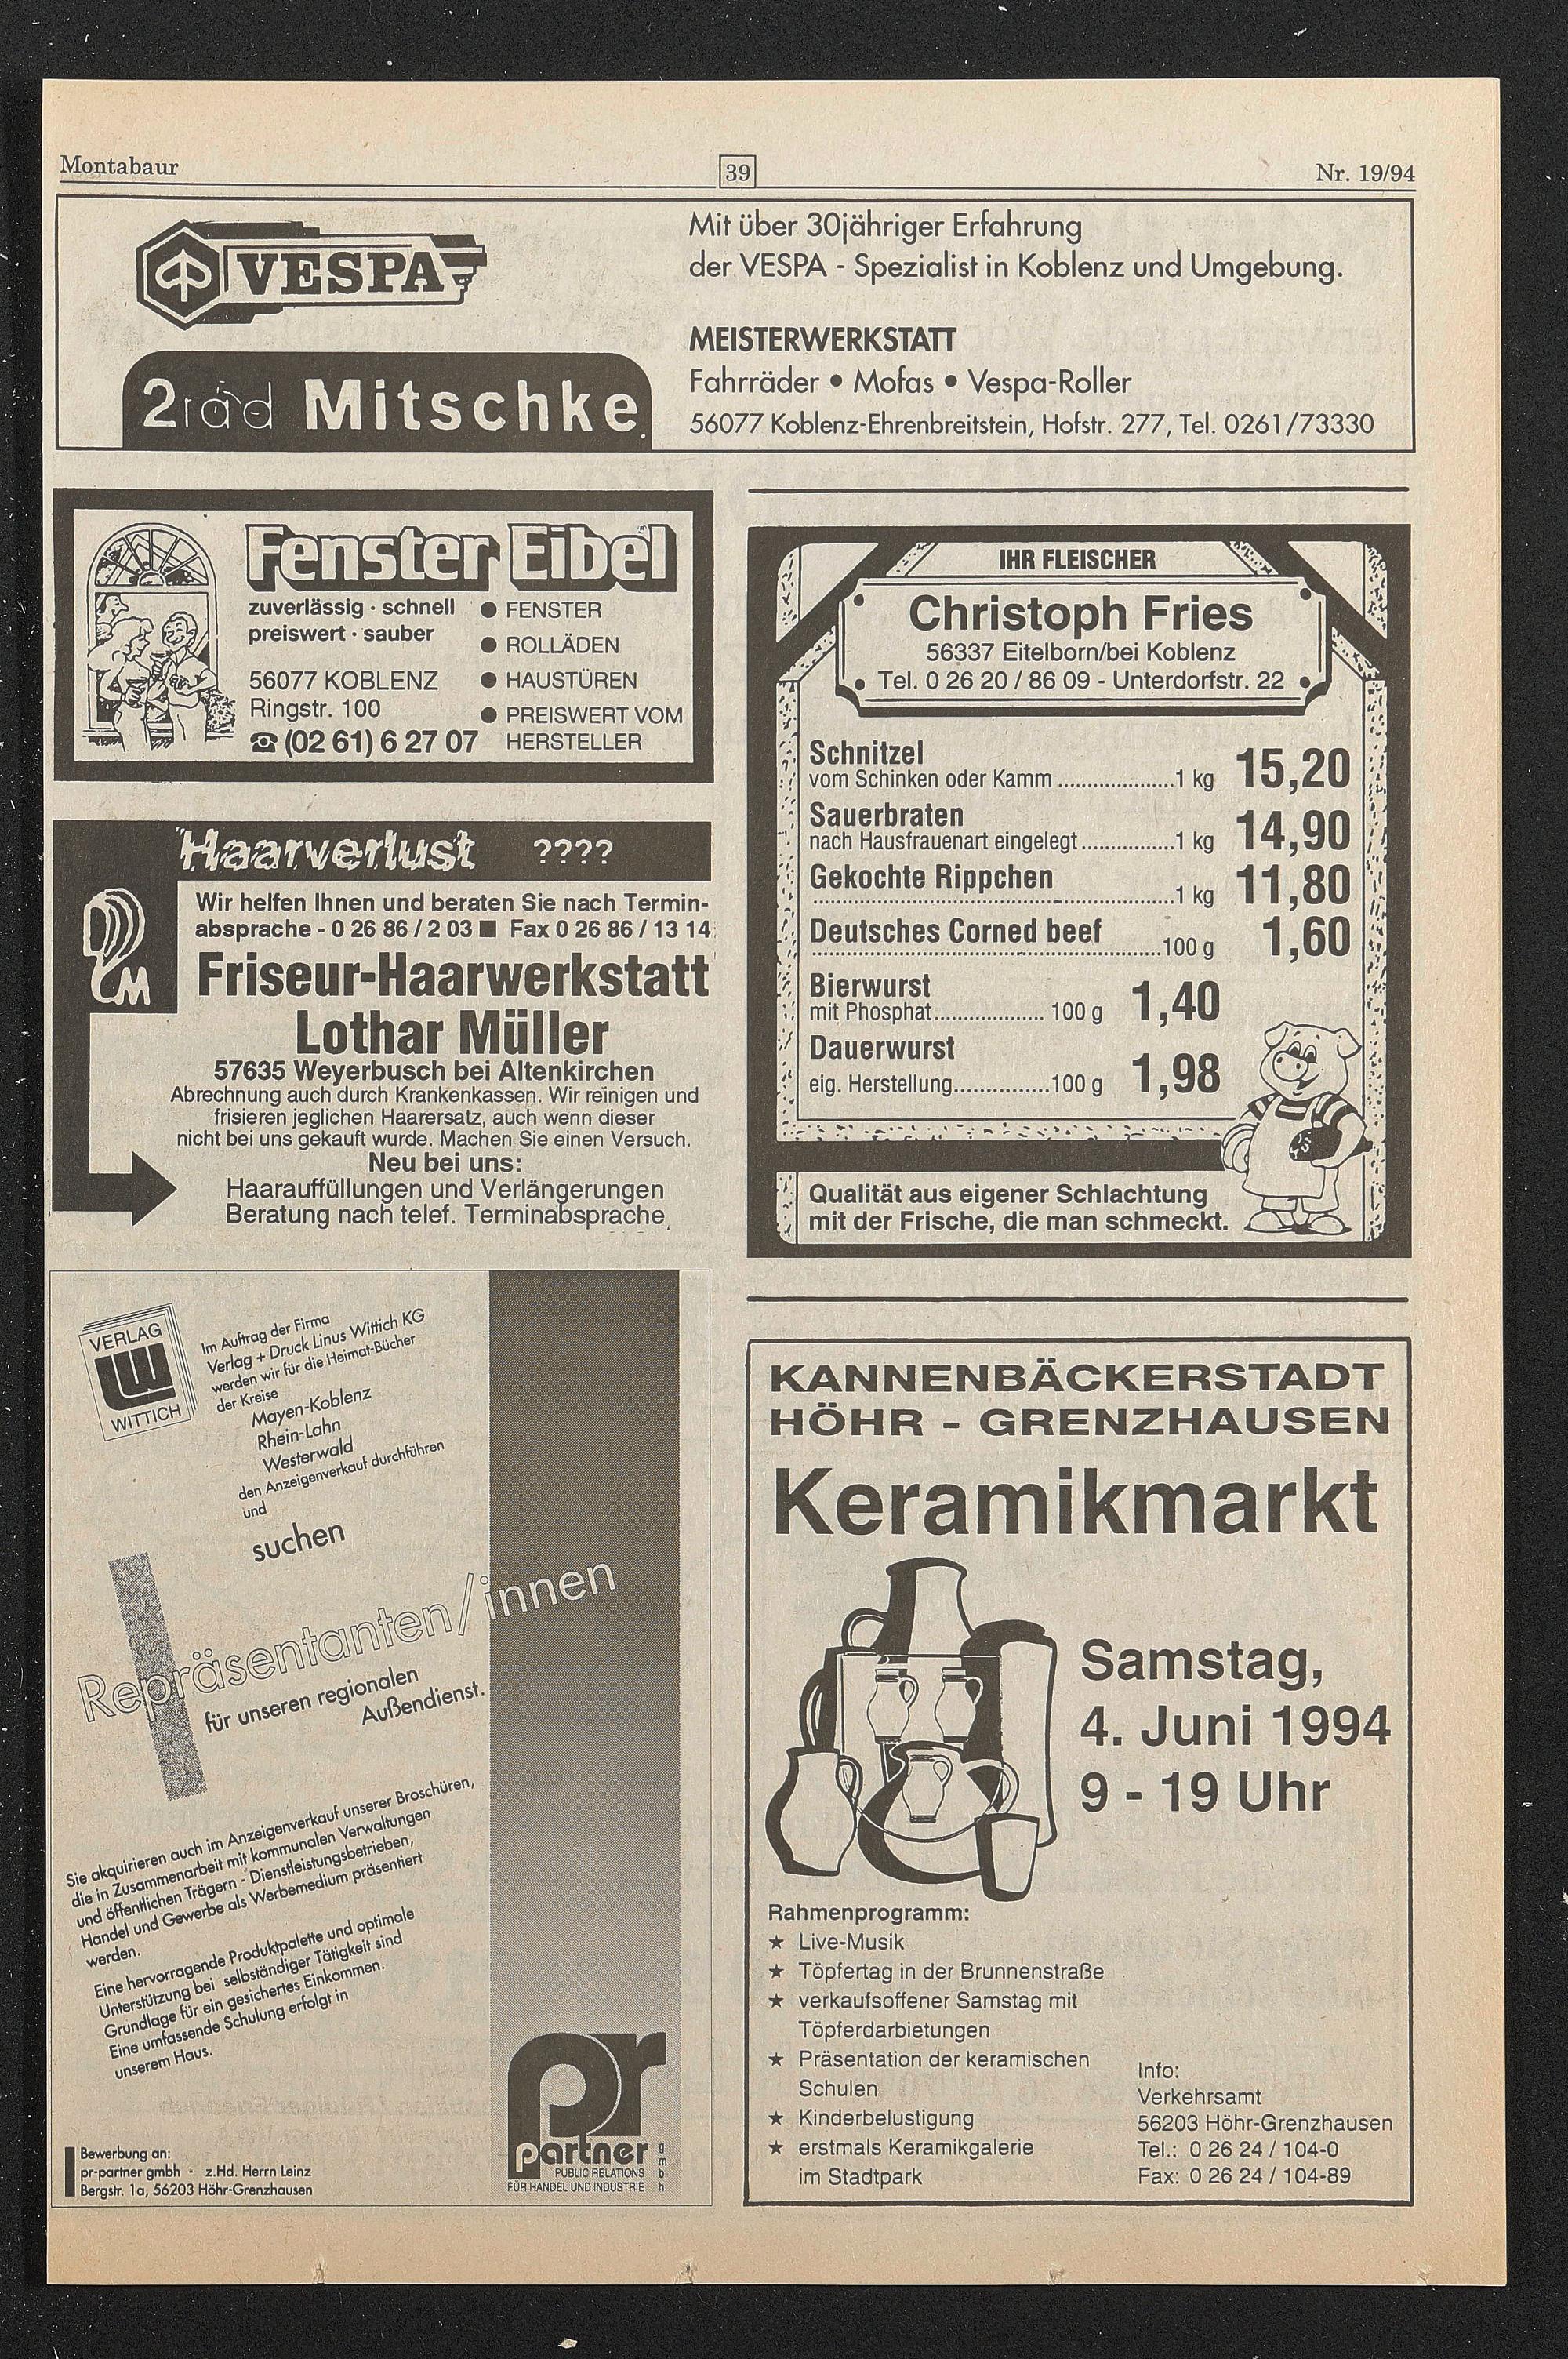 Montabaur
39
Nr. 19/94
VESPA
2rad Mitschke
Mit über 30jähriger Erfahrung
der VESPA - Spezialist in Koblenz und Umgebung.
MEISTERWERKSTATT
Fahrräder • Mofas • Vespa-Roller
56077 Koblenz-Ehrenbreitstein, Hofstr. 277, Tel. 0261/73330
Fenster Eibel
zuverlässig · schnell
preiswert · sauber
56077 KOBLENZ
Ringstr. 100
☎ (02 61) 6 27 07
● FENSTER
● ROLLÄDEN
● HAUSTÜREN
● PREISWERT VOM
HERSTELLER
Haarverlust ????
Wir helfen Ihnen und beraten Sie nach Termin-
absprache - 0 26 86 / 2 03 ■ Fax 0 26 86 / 13 14
M
Friseur-Haarwerkstatt
Lothar Müller
57635 Weyerbusch bei Altenkirchen
Abrechnung auch durch Krankenkassen. Wir reinigen und
frisieren jeglichen Haarersatz, auch wenn dieser
nicht bei uns gekauft wurde. Machen Sie einen Versuch.
Neu bei uns:
Haarauffüllungen und Verlängerungen
Beratung nach telef. Terminabsprache
VERLAG
LW
WITTICH
Im Auftrag der Firma
Verlag + Druck Linus Wittich KG
werden wir für die Heimat-Bücher
der Kreise
Mayen-Koblenz
Rhein-Lahn
Westerwald
den Anzeigenverkauf durchführen
und
suchen
Repräsentanten/innen
für unseren regionalen
Außendienst.
Sie akquirieren auch im Anzeigenverkauf unserer Broschüren,
die in Zusammenarbeit mit kommunalen Verwaltungen
und öffentlichen Trägern - Dienstleistungsbetrieben,
Handel und Gewerbe als Werbemedium präsentiert
werden.
Eine hervorragende Produktpalette und optimale
Unterstützung bei selbständiger Tätigkeit sind
Grundlage für ein gesichertes Einkommen.
Eine umfassende Schulung erfolgt in
unserem Haus.
Bewerbung an:
pr-partner gmbh - z.Hd. Herrn Leinz
Bergstr. 1a, 56203 Höhr-Grenzhausen
pr
partner gmbh
PUBLIC RELATIONS
FÜR HANDEL UND INDUSTRIE
IHR FLEISCHER
Christoph Fries
56337 Eitelborn/bei Koblenz
Tel. 0 26 20 / 86 09 - Unterdorfstr. 22
Schnitzel
vom Schinken oder Kamm ....................1 kg 15,20
Sauerbraten
nach Hausfrauenart eingelegt................1 kg 14,90
Gekochte Rippchen
..............................................................1 kg 11,80
Deutsches Corned beef
............................................................100 g 1,60
Bierwurst
mit Phosphat................... 100 g 1,40
Dauerwurst
eig. Herstellung................100 g 1,98
Qualität aus eigener Schlachtung
mit der Frische, die man schmeckt.
KANNENBÄCKERSTADT
HÖHR - GRENZHAUSEN
Keramikmarkt
Samstag,
4. Juni 1994
9 - 19 Uhr
Rahmenprogramm:
★ Live-Musik
★ Töpfertag in der Brunnenstraße
★ verkaufsoffener Samstag mit
Töpferdarbietungen
★ Präsentation der keramischen
Schulen
★ Kinderbelustigung
★ erstmals Keramikgalerie
im Stadtpark
Info:
Verkehrsamt
56203 Höhr-Grenzhausen
Tel.: 0 26 24 / 104-0
Fax: 0 26 24 / 104-89